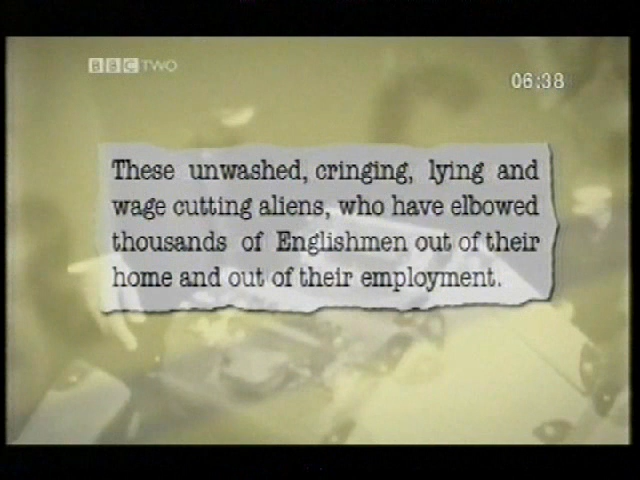 BBC TWO
06:38
These unwashed, cringing, lying and
wage cutting aliens, who have elbowed
thousands of Englishmen out of their
home and out of their employment.